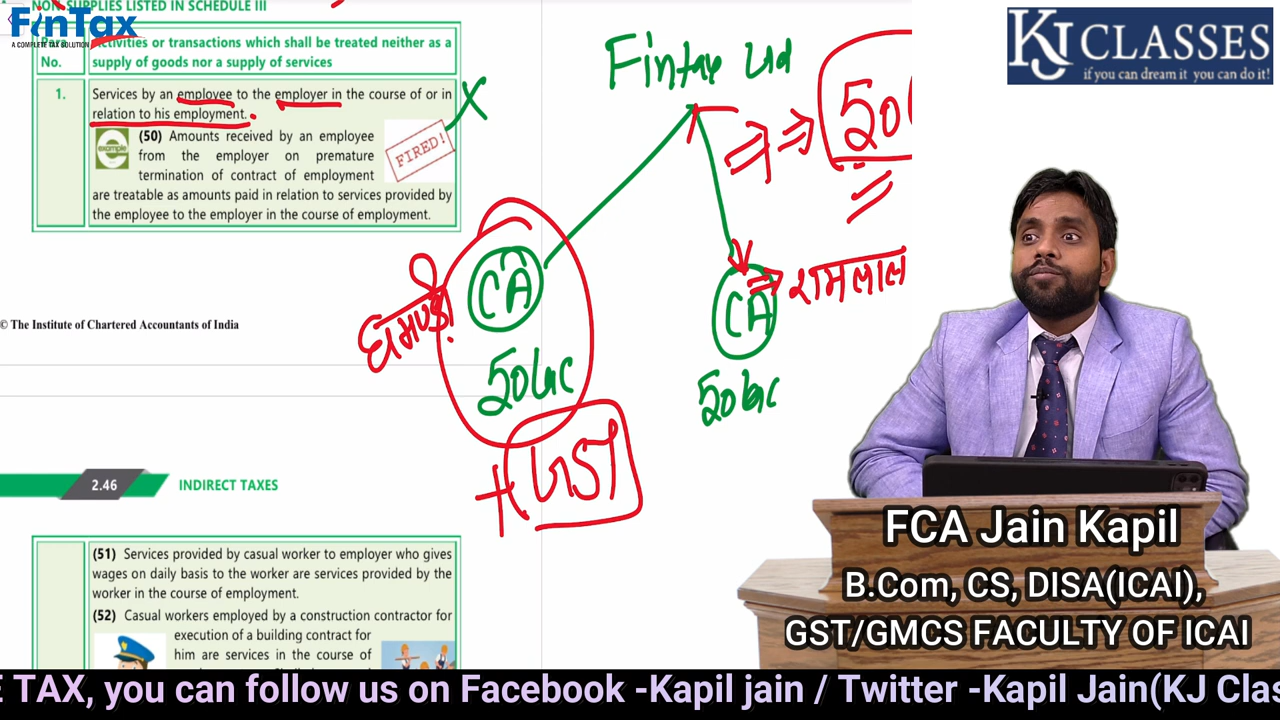 NON-SUPPLIES LISTED IN SCHEDULE III
FinTax
A COMPLETE TAX SOLUTION
Para No.
Activities or transactions which shall be treated neither as a
supply of goods nor a supply of services
1.
Services by an employee to the employer in the course of or in
relation to his employment.
example
(50) Amounts received by an employee
from the employer on premature
termination of contract of employment
are treatable as amounts paid in relation to services provided by
the employee to the employer in the course of employment.
FIRED!
X
© The Institute of Chartered Accountants of India
2.46
INDIRECT TAXES
(51) Services provided by casual worker to employer who gives
wages on daily basis to the worker are services provided by the
worker in the course of employment.
(52) Casual workers employed by a construction contractor for
execution of a building contract for
him are services in the course of
Fintax Ltd
50
CA
घमण्डी
50 lac
+ GST
CA
रामलाल
50 lac
KJ CLASSES
if you can dream it you can do it!
FCA Jain Kapil
B.Com, CS, DISA(ICAI),
GST/GMCS FACULTY OF ICAI
E TAX, you can follow us on Facebook -Kapil jain / Twitter -Kapil Jain(KJ Clas